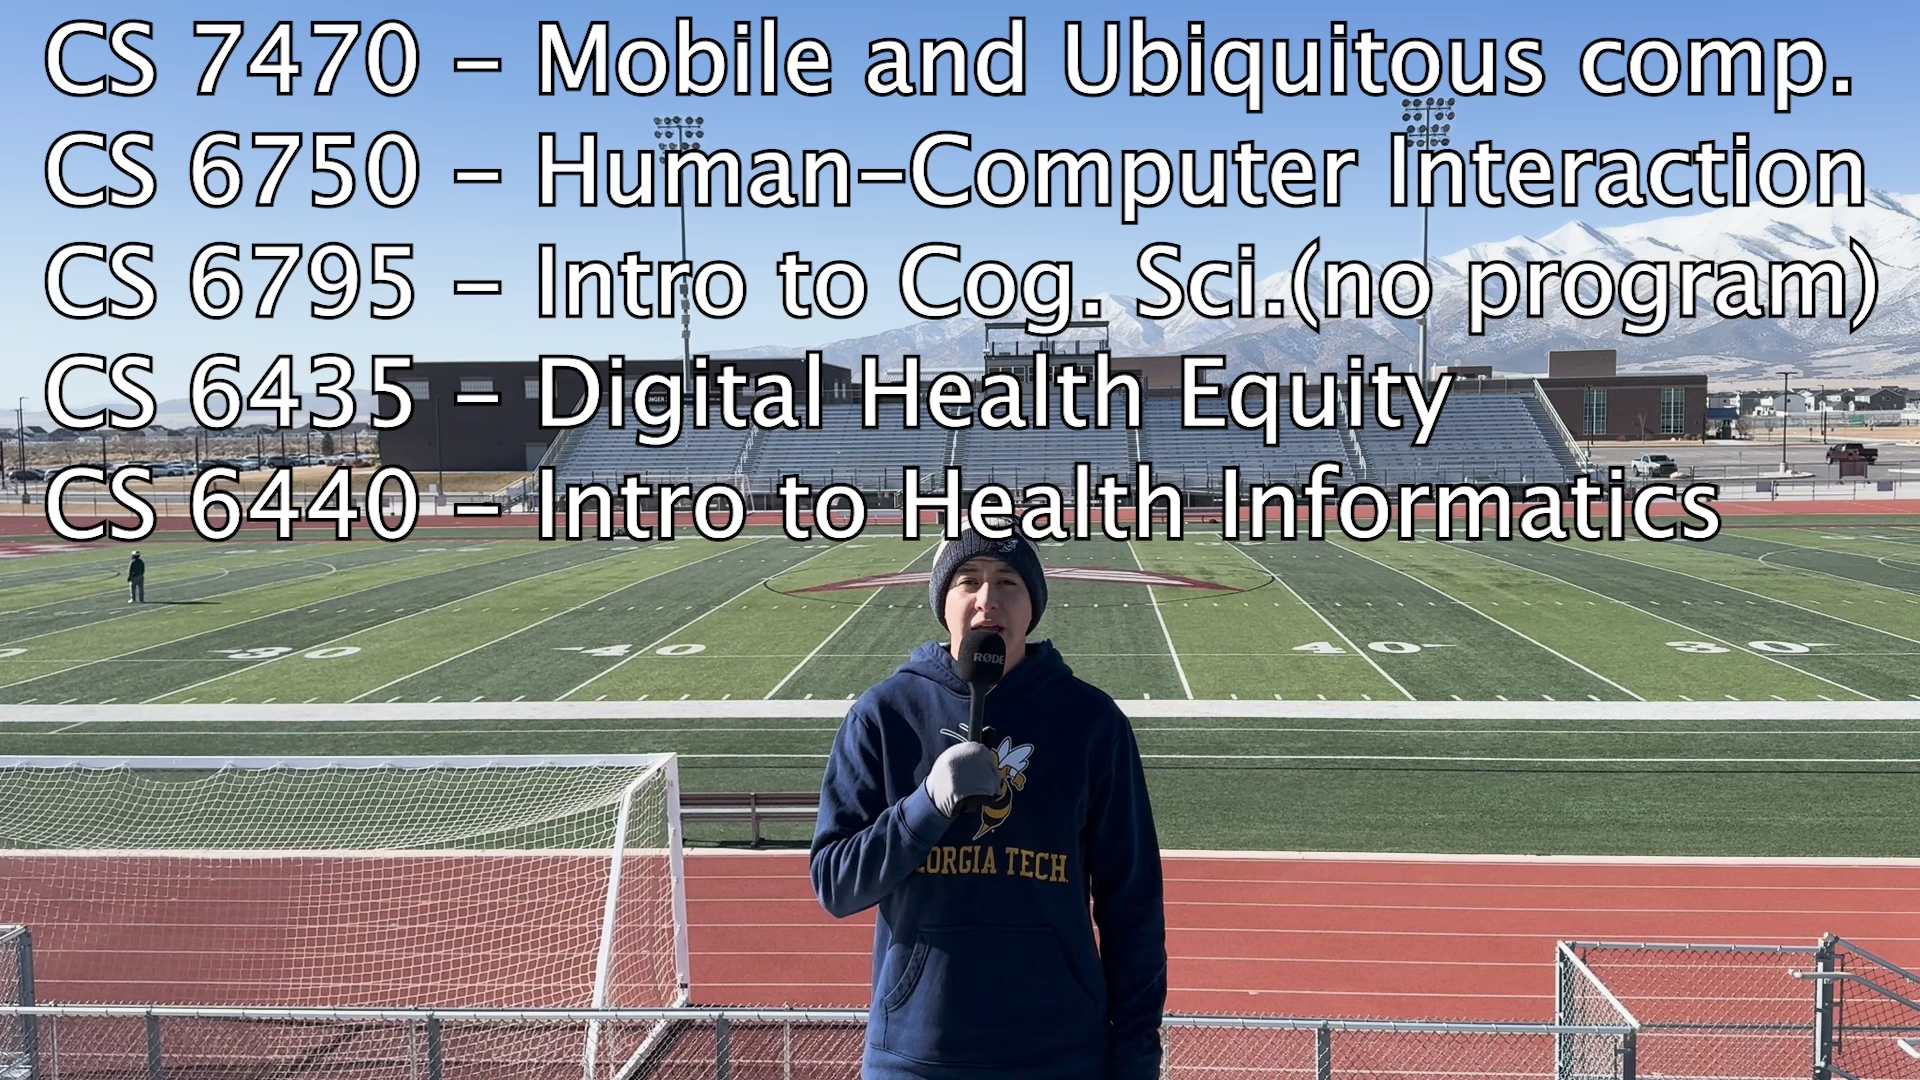 CS 7470 - Mobile and Ubiquitous comp.
CS 6750 - Human-Computer Interaction
CS 6795 - Intro to Cog. Sci.(no program)
CS 6435 - Digital Health Equity
CS 6440 - Intro to Health Informatics
30
40
40
30
RØDE
EORGIA TECH